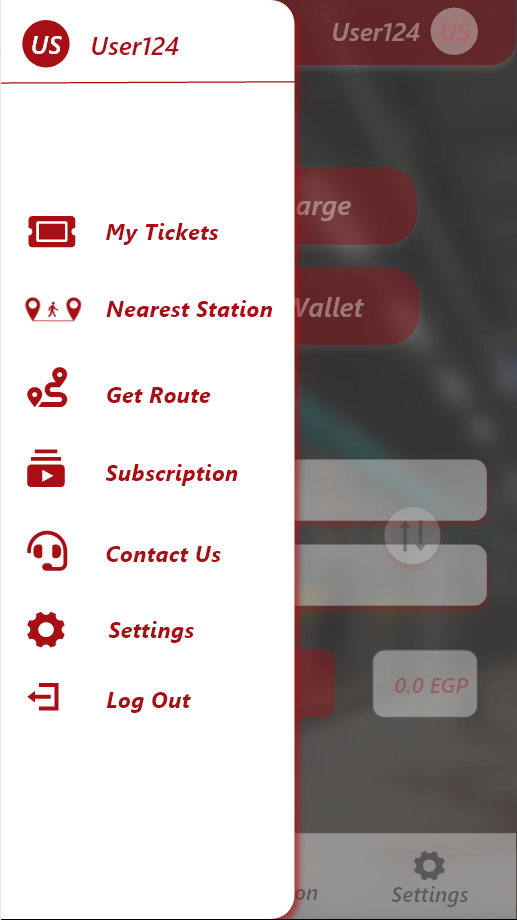 US User124
User124 US
arge
Wallet
My Tickets
Nearest Station
Get Route
Subscription
Contact Us
Settings
Log Out
0.0 EGP
on
Settings